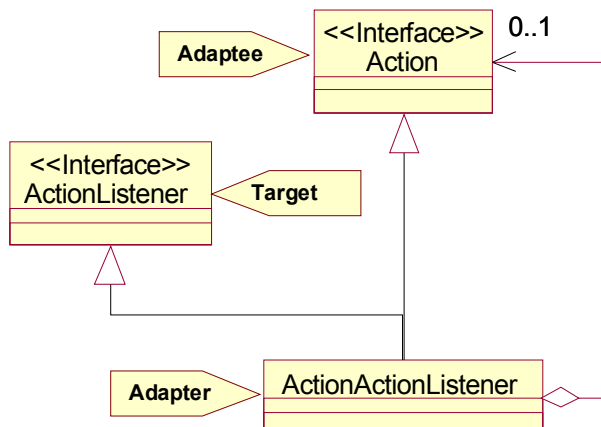 <<Interface>>
Action
0..1
Adaptee
<<Interface>>
ActionListener
Target
ActionActionListener
Adapter